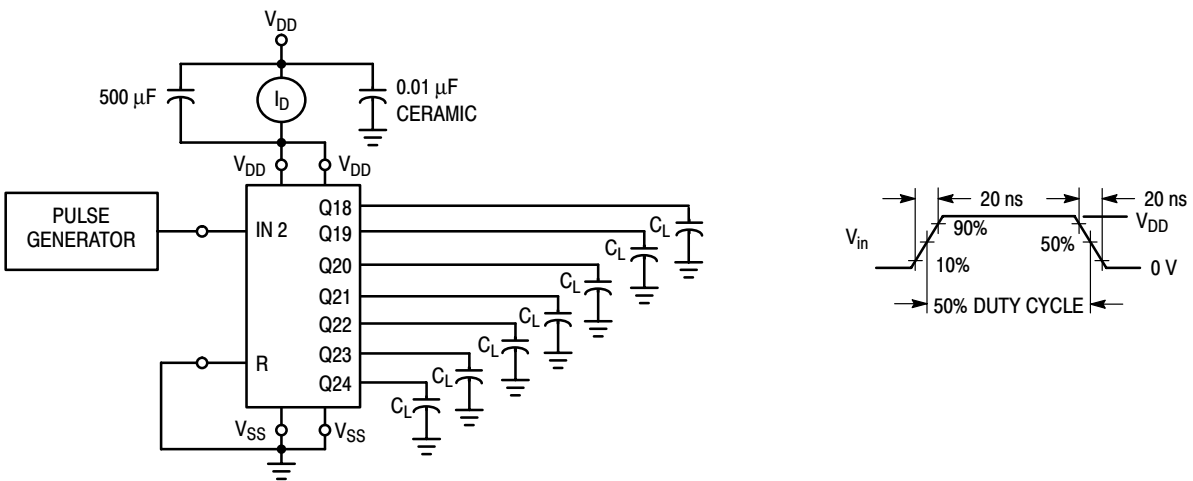 V_DD
500 μF
I_D
0.01 μF
CERAMIC
V_DD
V_DD
PULSE
GENERATOR
IN 2
R
Q18
Q19
Q20
Q21
Q22
Q23
Q24
C_L
C_L
C_L
C_L
C_L
C_L
C_L
V_SS
V_SS
20 ns
20 ns
V_in
90%
10%
50%
V_DD
0 V
50% DUTY CYCLE